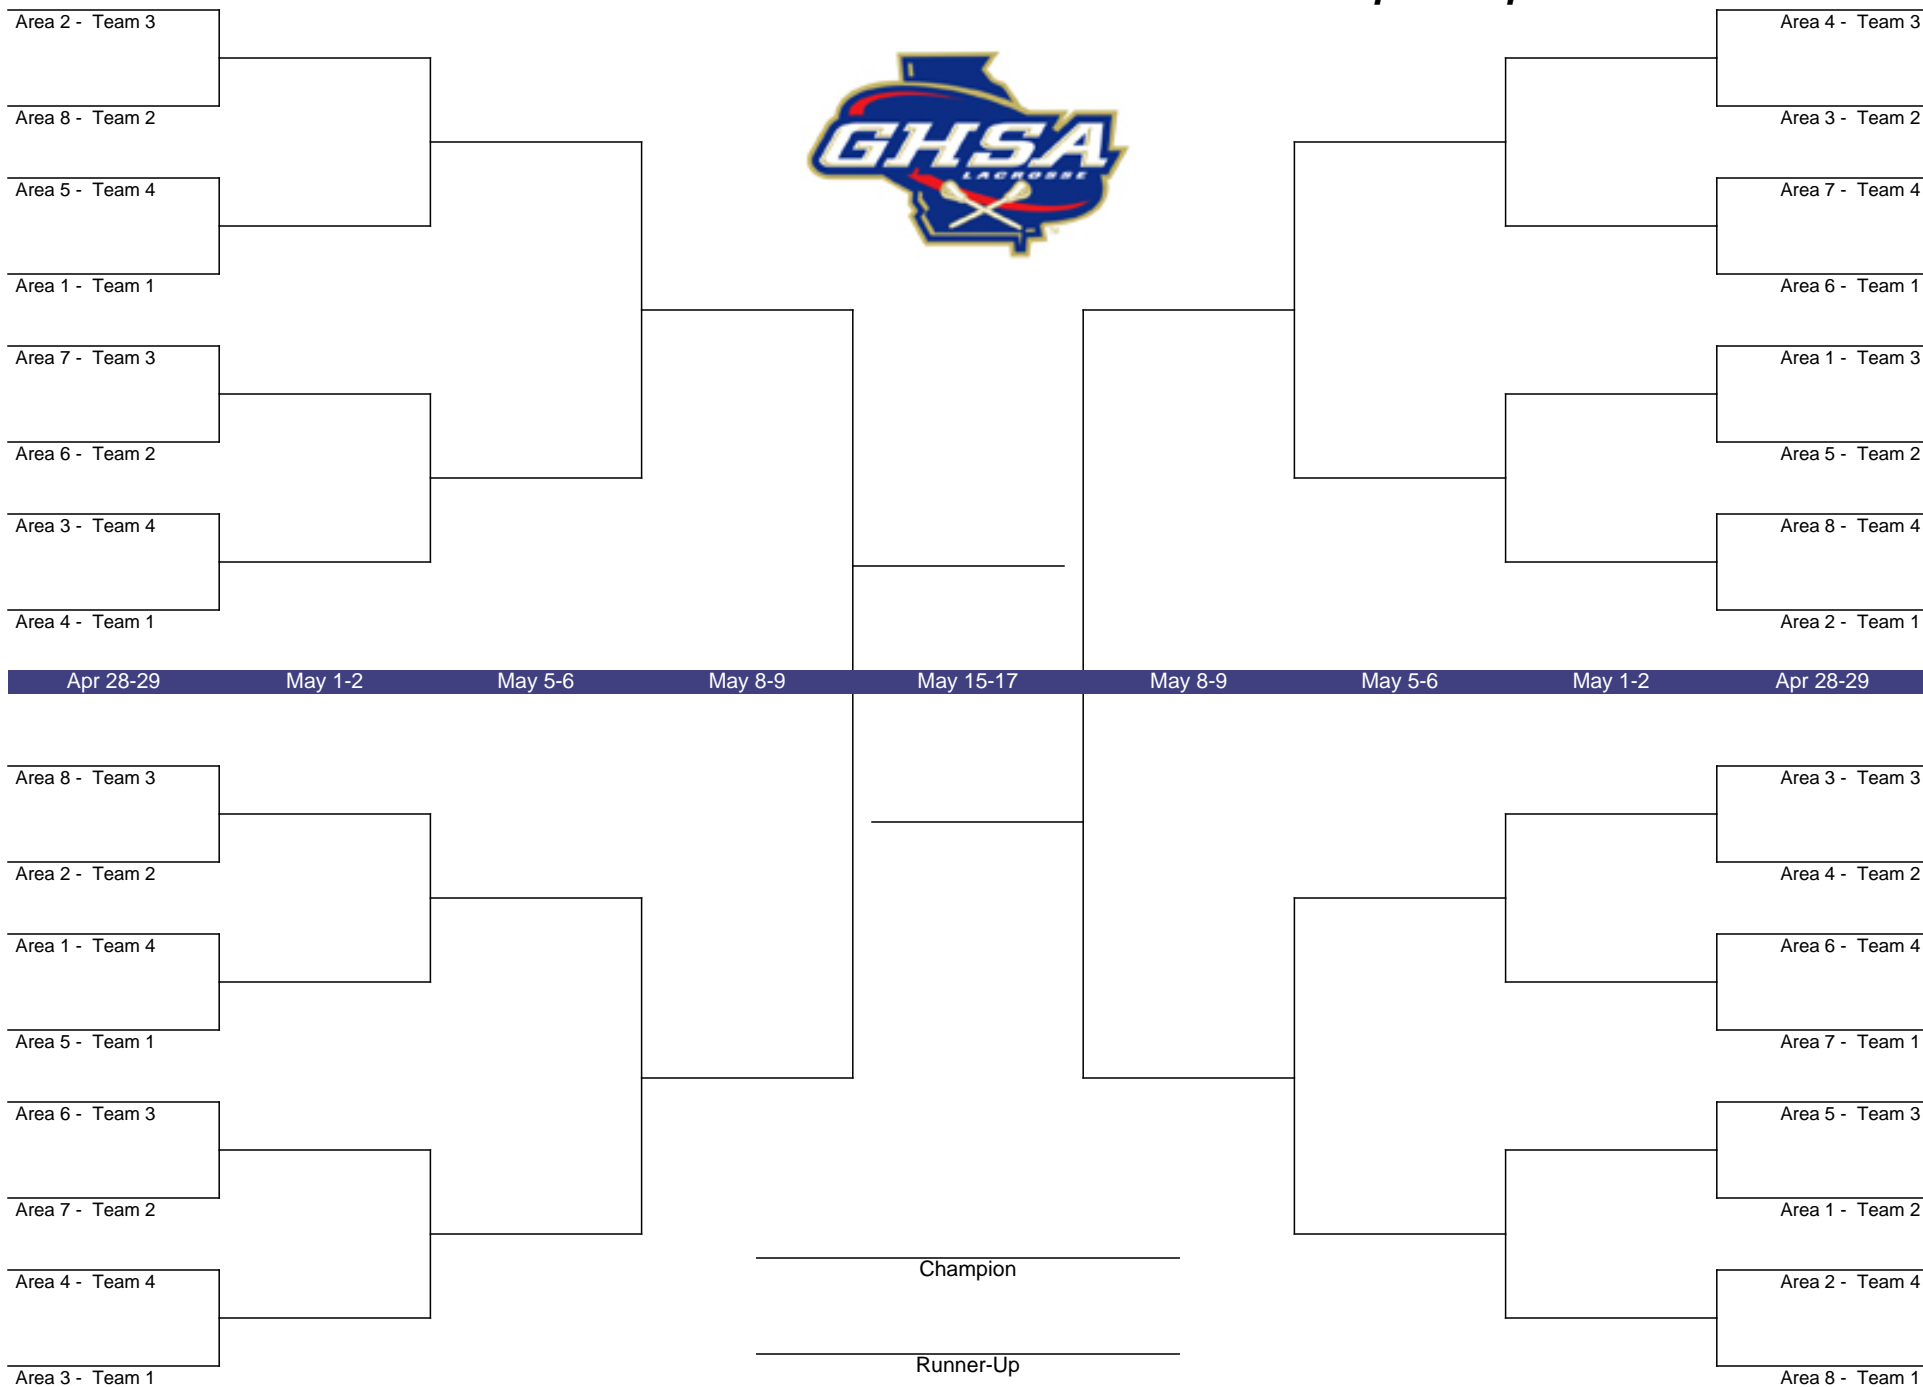 Area 2 - Team 3
Area 8 - Team 2
Area 5 - Team 4
Area 1 - Team 1
Area 7 - Team 3
Area 6 - Team 2
Area 3 - Team 4
Area 4 - Team 1
GHSA
LACROSSE
Area 4 - Team 3
Area 3 - Team 2
Area 7 - Team 4
Area 6 - Team 1
Area 1 - Team 3
Area 5 - Team 2
Area 8 - Team 4
Area 2 - Team 1
Apr 28-29 May 1-2 May 5-6 May 8-9 May 15-17 May 8-9 May 5-6 May 1-2 Apr 28-29
Area 8 - Team 3
Area 2 - Team 2
Area 1 - Team 4
Area 5 - Team 1
Area 6 - Team 3
Area 7 - Team 2
Area 4 - Team 4
Area 3 - Team 1
Champion
Runner-Up
Area 3 - Team 3
Area 4 - Team 2
Area 6 - Team 4
Area 7 - Team 1
Area 5 - Team 3
Area 1 - Team 2
Area 2 - Team 4
Area 8 - Team 1